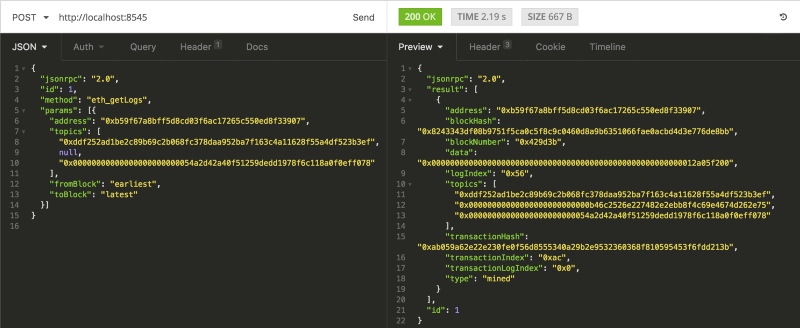 POST http://localhost:8545 Send
200 OK TIME 2.19 s SIZE 667 B
JSON Auth Query Header 1 Docs
Preview Header 3 Cookie Timeline
1 {
2 "jsonrpc": "2.0",
3 "id": 1,
4 "method": "eth_getLogs",
5 "params": [{
6 "address": "0xb59f67a8bff5d8cd03f6ac17265c550ed8f33907",
7 "topics": [
8 "0xddf252ad1be2c89b69c2b068fc378daa952ba7f163c4a11628f55a4df523b3ef",
9 null,
10 "0x00000000000000000000000054a2d42a40f51259dedd1978f6c118a0f0eff078"
11 ],
12 "fromBlock": "earliest",
13 "toBlock": "latest"
14 }]
15 }
16
1 {
2 "jsonrpc": "2.0",
3 "result": [
4 {
5 "address": "0xb59f67a8bff5d8cd03f6ac17265c550ed8f33907",
6 "blockHash":
"0x8243343df08b9751f5ca0c5f8c9c0460d8a9b6351066fae0acbd4d3e776de8bb",
7 "blockNumber": "0x429d3b",
8 "data":
"0x000000000000000000000000000000000000000000000000000000012a05f200",
9 "logIndex": "0x56",
10 "topics": [
11 "0xddf252ad1be2c89b69c2b068fc378daa952ba7f163c4a11628f55a4df523b3ef",
12 "0x000000000000000000000000b46c2526e227482e2ebb8f4c69e4674d262e75",
13 "0x00000000000000000000000054a2d42a40f51259dedd1978f6c118a0f0eff078"
14 ],
15 "transactionHash":
"0xab059a62e22e230fe0f56d8555340a29b2e9532360368f810595453f6fdd213b",
16 "transactionIndex": "0xac",
17 "transactionLogIndex": "0x0",
18 "type": "mined"
19 }
20 ],
21 "id": 1
22 }